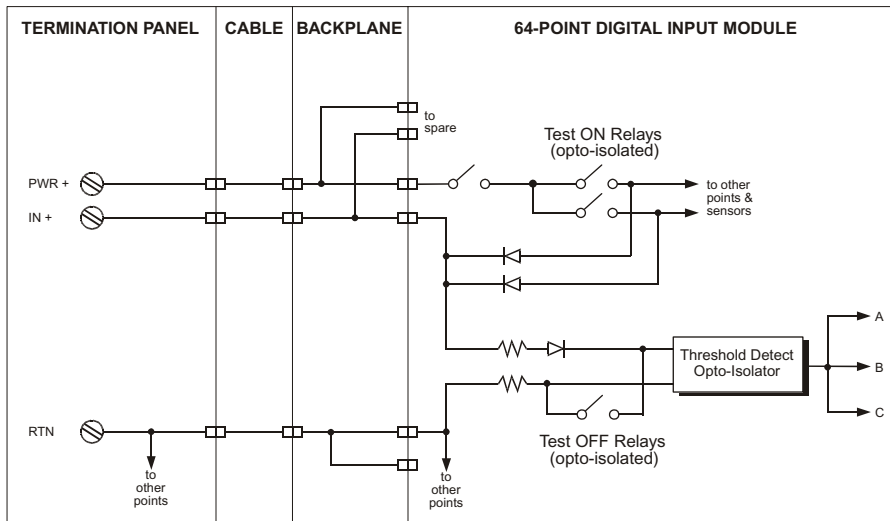 TERMINATION PANEL
CABLE
BACKPLANE
64-POINT DIGITAL INPUT MODULE
to
spare
Test ON Relays
(opto-isolated)
PWR +
to other
points &
sensors
IN +
A
Threshold Detect
Opto-Isolator
B
C
RTN
Test OFF Relays
(opto-isolated)
to
other
points
to
other
points